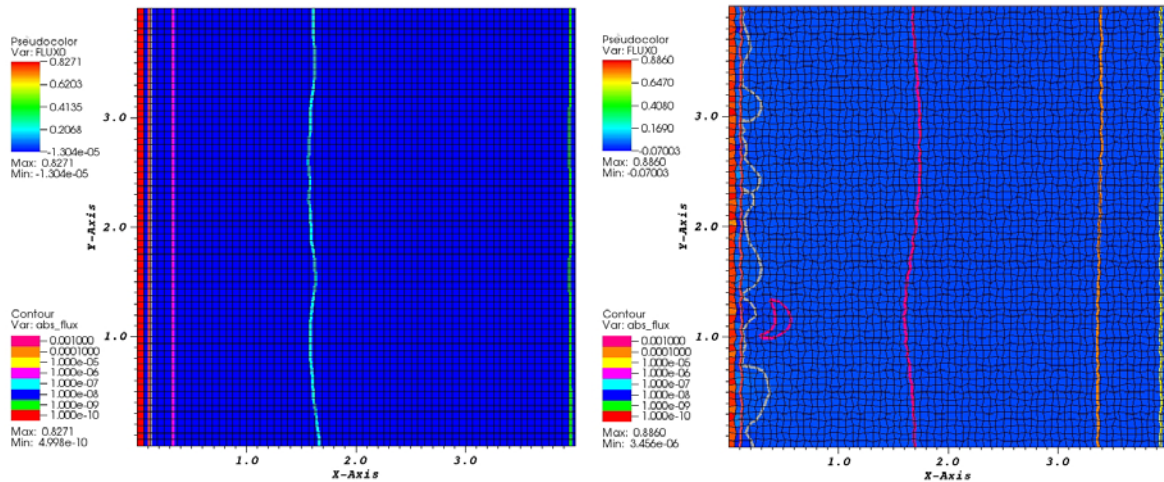 Pseudocolor
Var: FLUX0
0.8271
0.6203
0.4135
0.2068
-1.304e-05
Max: 0.8271
Min: -1.304e-05
Contour
Var: abs_flux
0.001000
0.0001000
1.000e-05
1.000e-06
1.000e-07
1.000e-08
1.000e-09
1.000e-10
Max: 0.8271
Min: 4.998e-10
Y-Axis
3.0
2.0
1.0
1.0 2.0 3.0
X-Axis
Pseudocolor
Var: FLUX0
0.8860
0.6470
0.4080
0.1690
-0.07003
Max: 0.8860
Min: -0.07003
Contour
Var: abs_flux
0.001000
0.0001000
1.000e-05
1.000e-06
1.000e-07
1.000e-08
1.000e-09
1.000e-10
Max: 0.8860
Min: 3.456e-06
Y-Axis
3.0
2.0
1.0
1.0 2.0 3.0
X-Axis